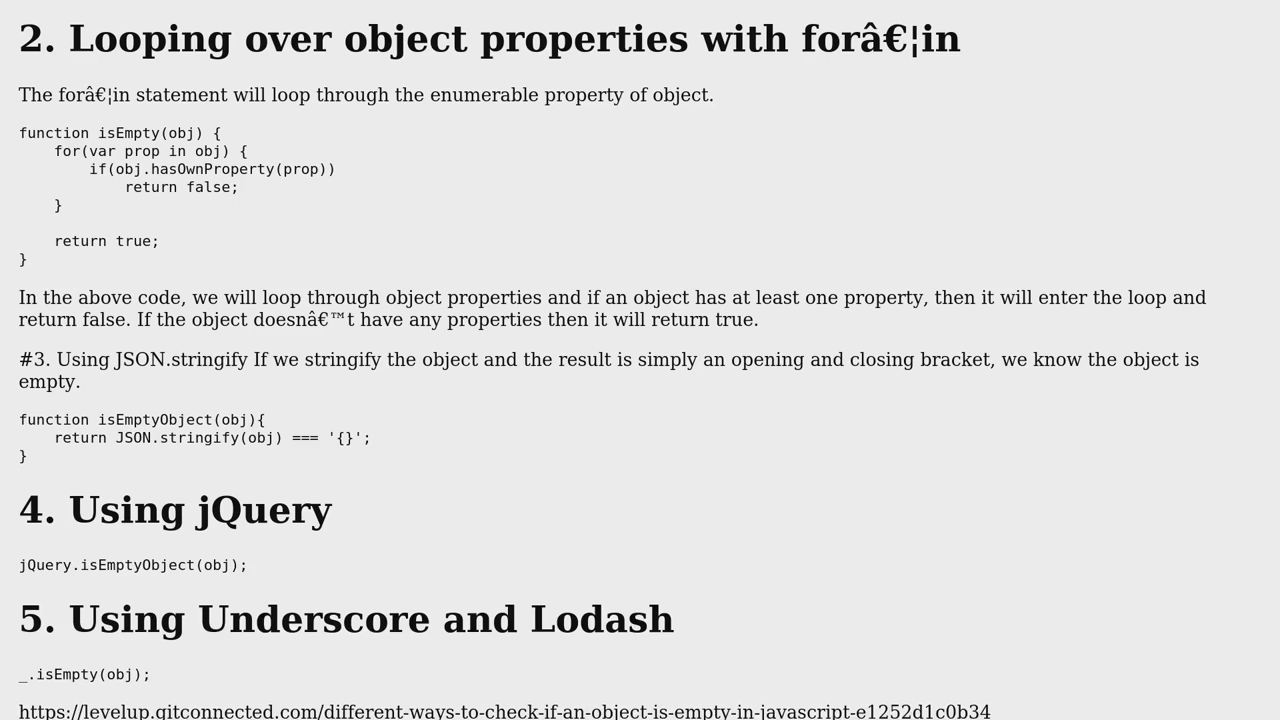 2. Looping over object properties with forâ€¦in
The forâ€¦in statement will loop through the enumerable property of object.
function isEmpty(obj) {
    for(var prop in obj) {
        if(obj.hasOwnProperty(prop))
            return false;
    }
    return true;
}
In the above code, we will loop through object properties and if an object has at least one property, then it will enter the loop and
return false. If the object doesnâ€™t have any properties then it will return true.
#3. Using JSON.stringify If we stringify the object and the result is simply an opening and closing bracket, we know the object is
empty.
function isEmptyObject(obj){
    return JSON.stringify(obj) === '{}';
}
4. Using jQuery
jQuery.isEmptyObject(obj);
5. Using Underscore and Lodash
_.isEmpty(obj);
https://levelup.gitconnected.com/different-ways-to-check-if-an-object-is-empty-in-javascript-e1252d1c0b34